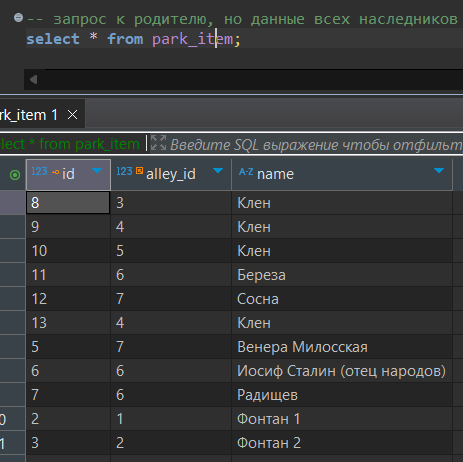 -- запрос к родителю, но данные всех наследников
select * from park_item;
rk_item 1
elect * from park_item Введите SQL выражение чтобы отфильт
123 id 123 alley_id A-Z name
8 3 Клен
9 4 Клен
10 5 Клен
11 6 Береза
12 7 Сосна
13 4 Клен
5 7 Венера Милосская
6 6 Иосиф Сталин (отец народов)
7 6 Радищев
0 2 1 Фонтан 1
1 3 2 Фонтан 2